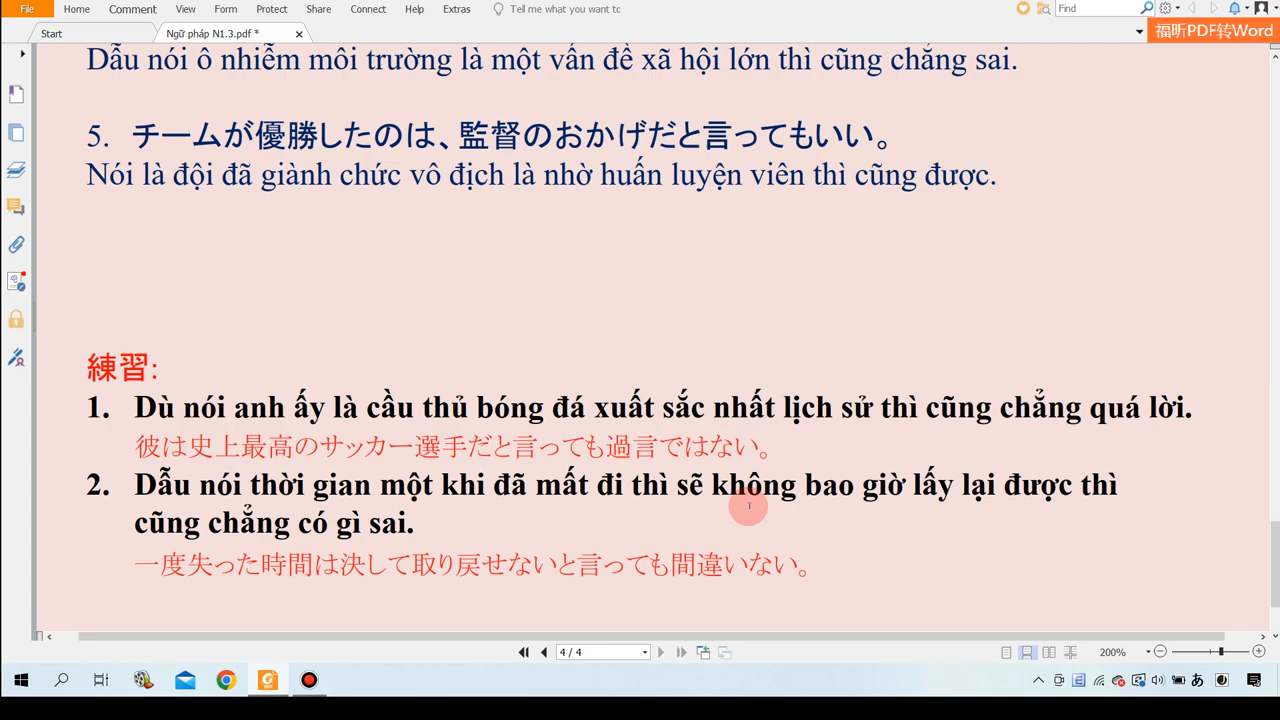 File Home Comment View Form Protect Share Connect Help Extras Tell me what you want to Find
Start Ngữ pháp N1.3.pdf * 福昕PDF转Word
Dẫu nói ô nhiễm môi trường là một vấn đề xã hội lớn thì cũng chẳng sai.
5. チームが優勝したのは、監督のおかげだと言ってもいい。
Nói là đội đã giành chức vô địch là nhờ huấn luyện viên thì cũng được.
練習:
1. Dù nói anh ấy là cầu thủ bóng đá xuất sắc nhất lịch sử thì cũng chẳng quá lời.
彼は史上最高のサッカー選手だと言っても過言ではない。
2. Dẫu nói thời gian một khi đã mất đi thì sẽ không bao giờ lấy lại được thì
cũng chẳng có gì sai.
一度失った時間は決して取り戻せないと言っても間違いない。
4 / 4 200%
あ